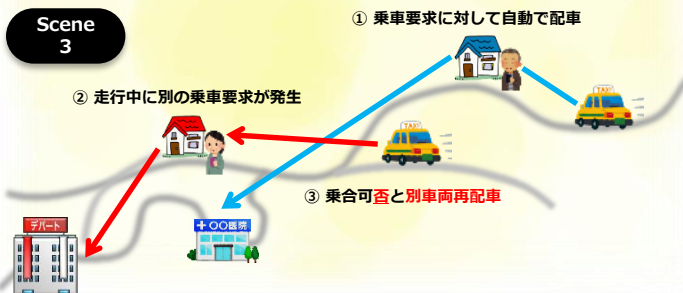 Scene
3
① 乗車要求に対して自動で配車
TAXI
② 走行中に別の乗車要求が発生
TAXI
③ 乗合可否と別車両再配車
デパート
＋〇〇医院